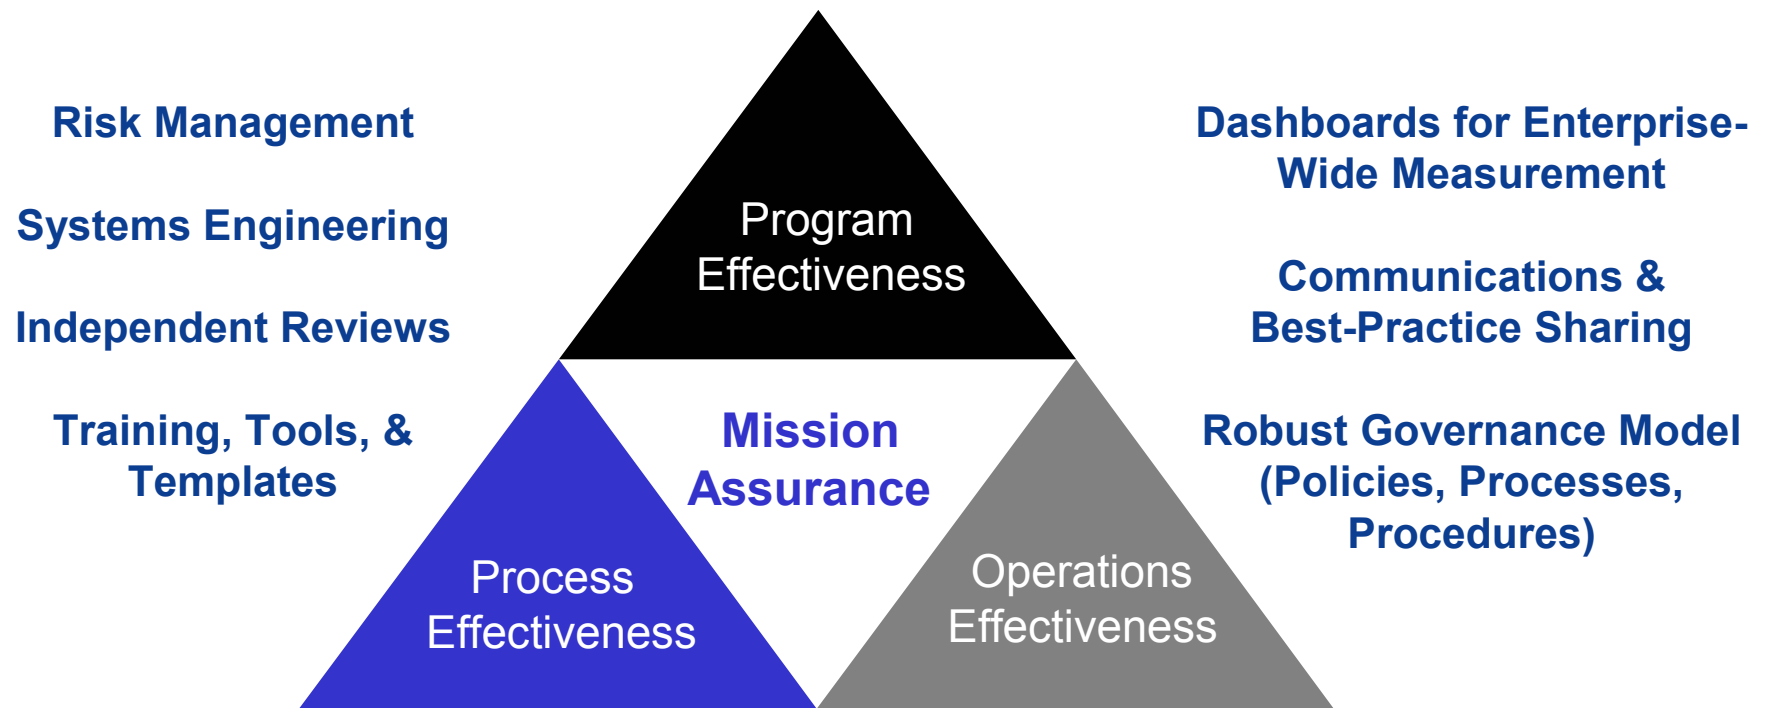 Risk Management
Systems Engineering
Independent Reviews
Training, Tools, &
Templates
Program
Effectiveness
Mission
Assurance
Process
Effectiveness
Operations
Effectiveness
Dashboards for Enterprise-
Wide Measurement
Communications &
Best-Practice Sharing
Robust Governance Model
(Policies, Processes,
Procedures)